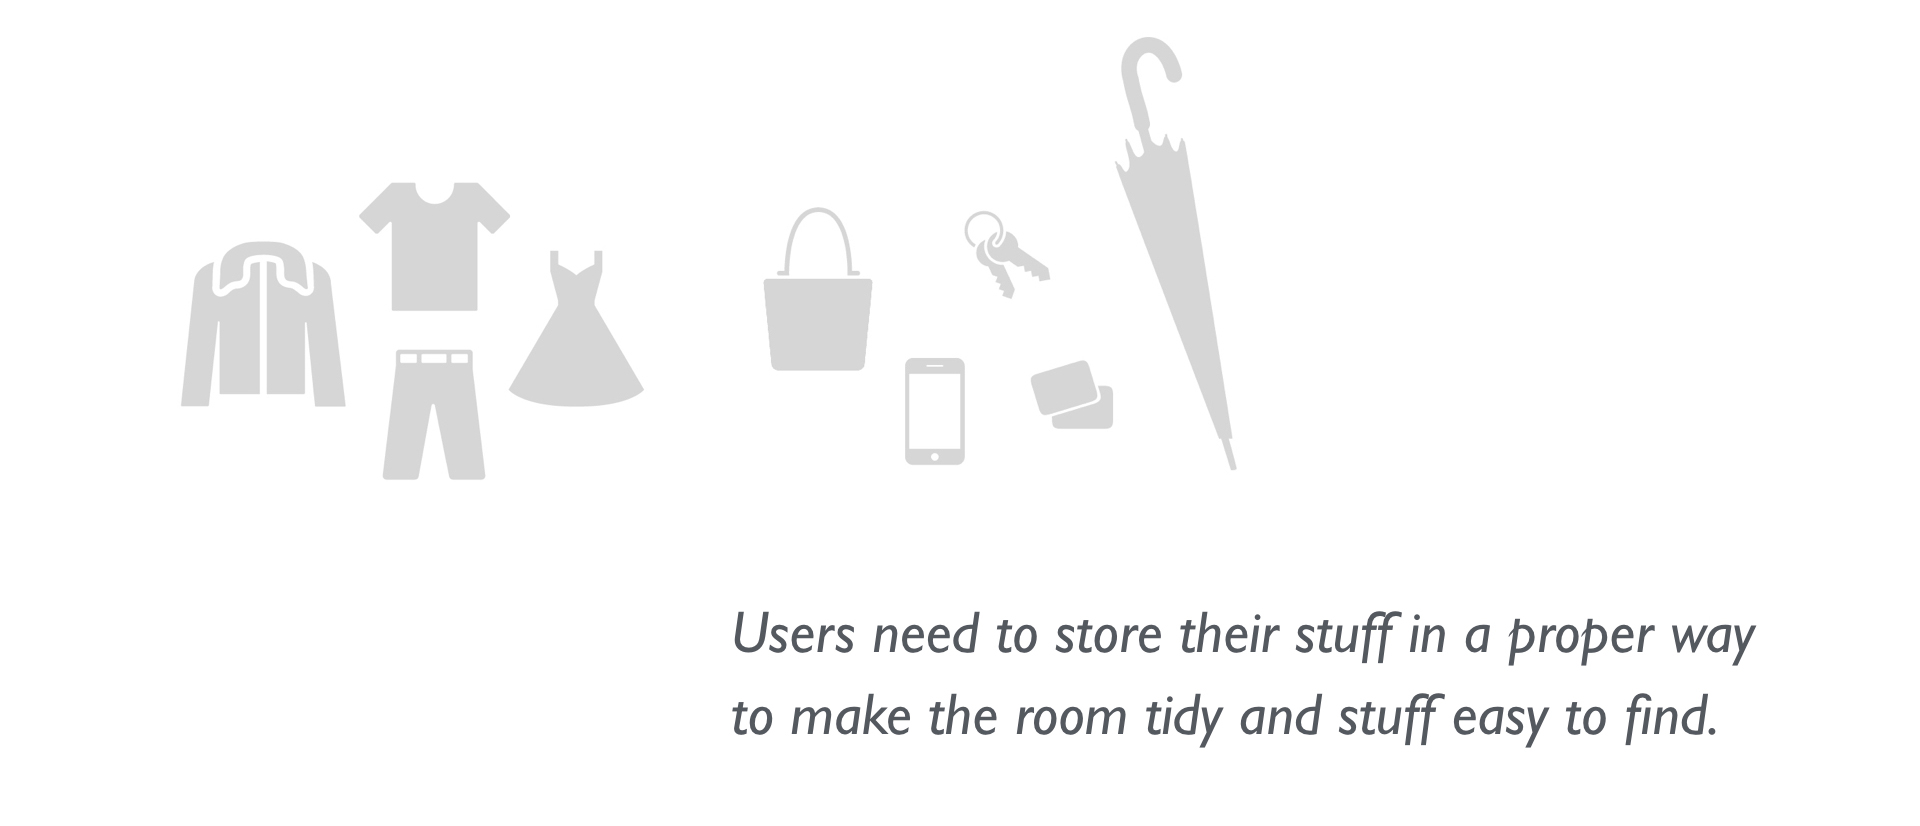 Users need to store their stuff in a proper way
to make the room tidy and stuff easy to find.